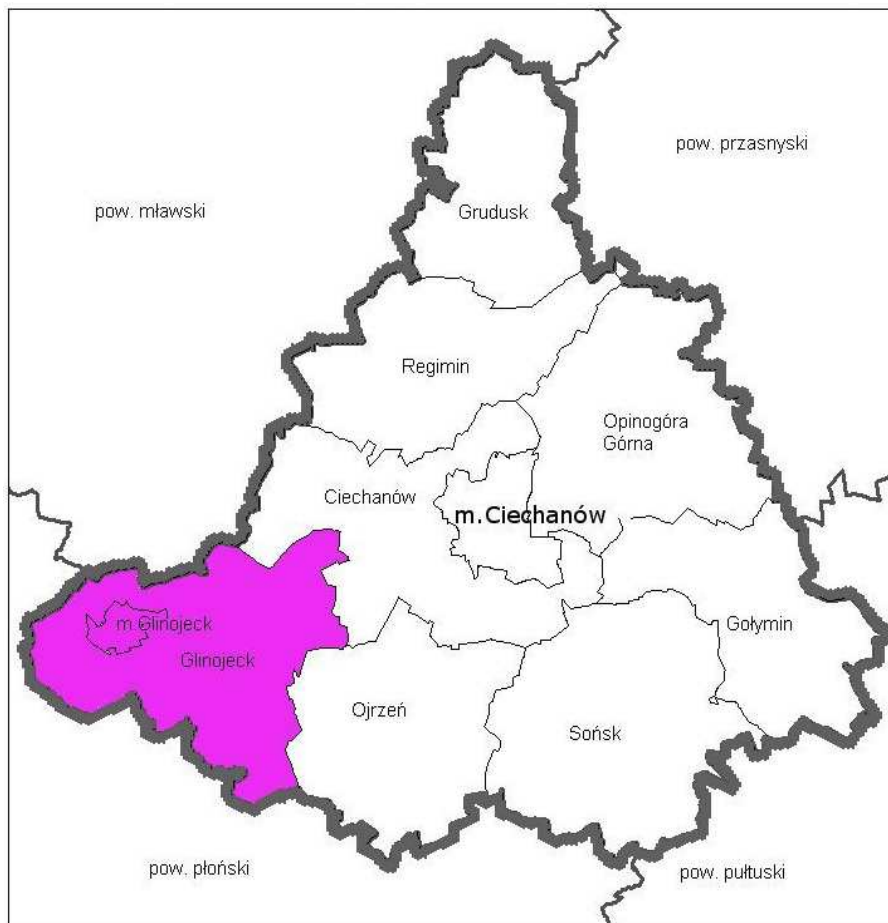 pow. przasnyski
pow. mławski
Grudusk
Regimin
Opinogóra
Górna
Ciechanów
m.Ciechanów
m.Glinojeck
Gołymin
Glinojeck
Ojrzeń
Sońsk
pow. płoński
pow. pułtuski